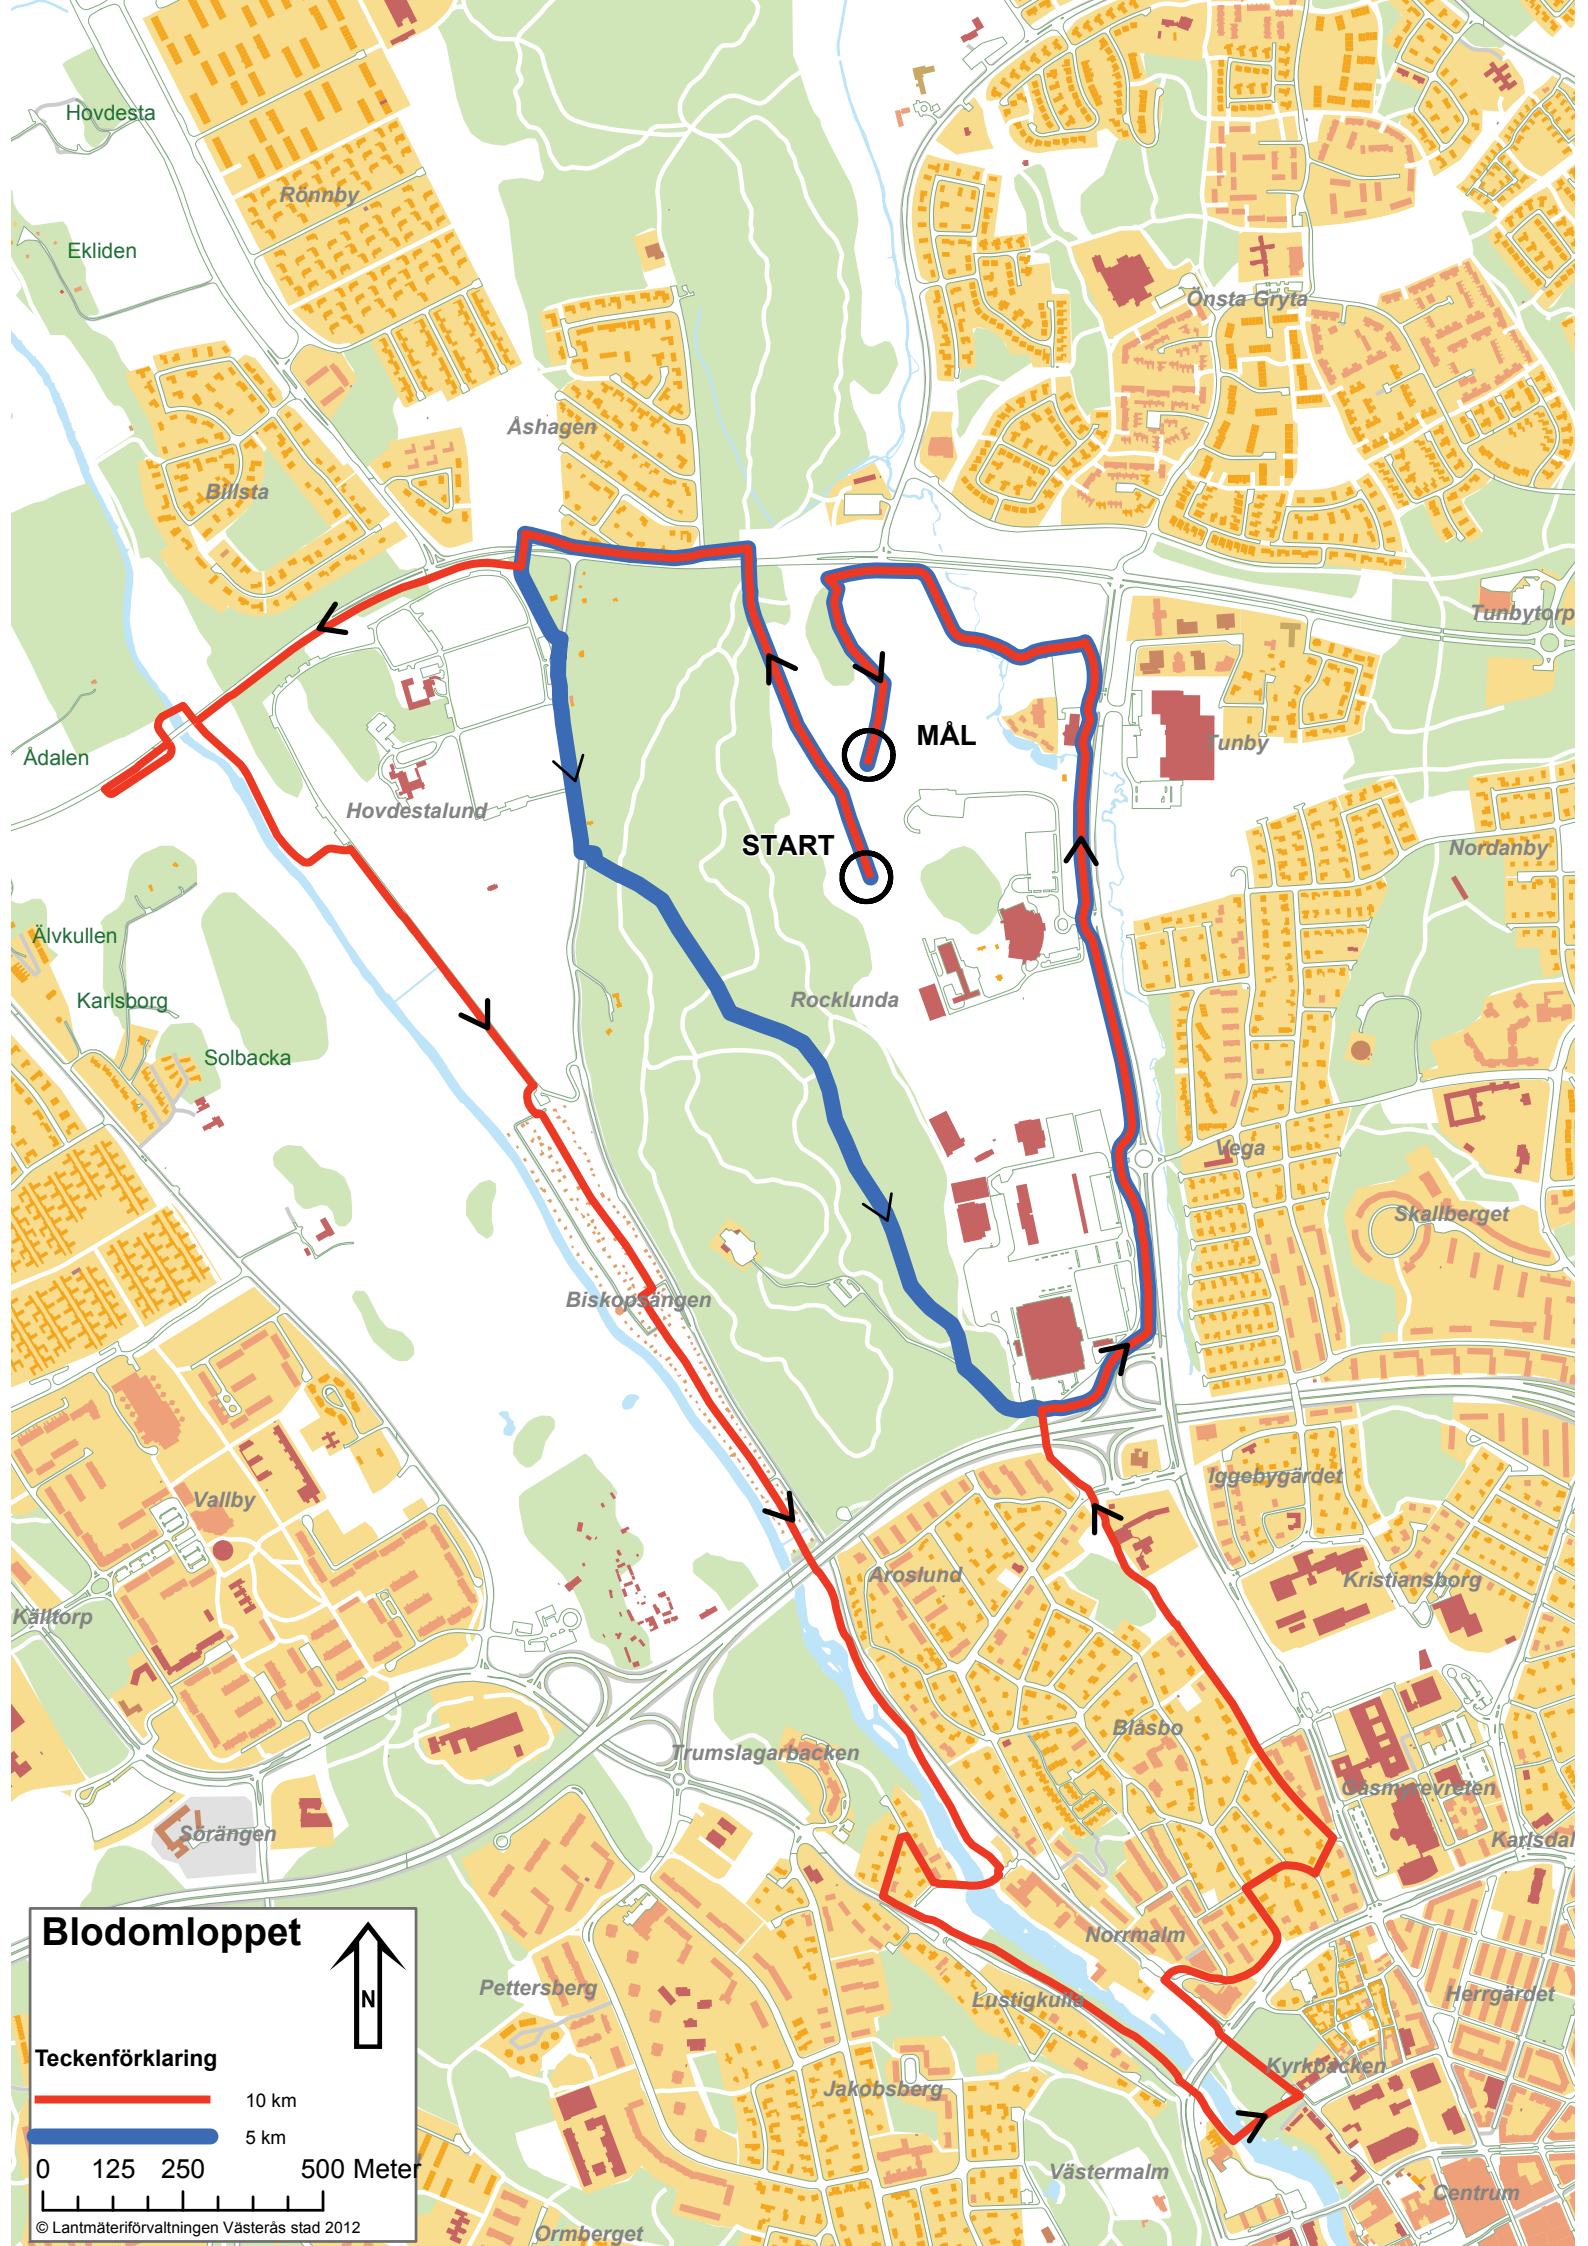 Hovdesta
Rönnby
Ekliden
Önsta Gryta
Åshagen
Billsta
Tunbytorp
MÅL
Tunby
Ådalen
Hovdestalund
START
Nordanby
Älvkullen
Karlsborg
Rocklunda
Solbacka
Vega
Skallberget
Biskopsängen
Iggebygärdet
Vallby
Aroslund
Kristiansborg
Källtorp
Blåsbo
Trumslagarbacken
Gåsmyrevreten
Sörängen
Karlsdal
Norrmalm
Pettersberg
Lustigkulla
Herrgärdet
Kyrkbacken
Jakobsberg
Västermalm
Centrum
Ormberget
Blodomloppet
N
Teckenförklaring
10 km
5 km
0 125 250 500 Meter
© Lantmäteriförvaltningen Västerås stad 2012